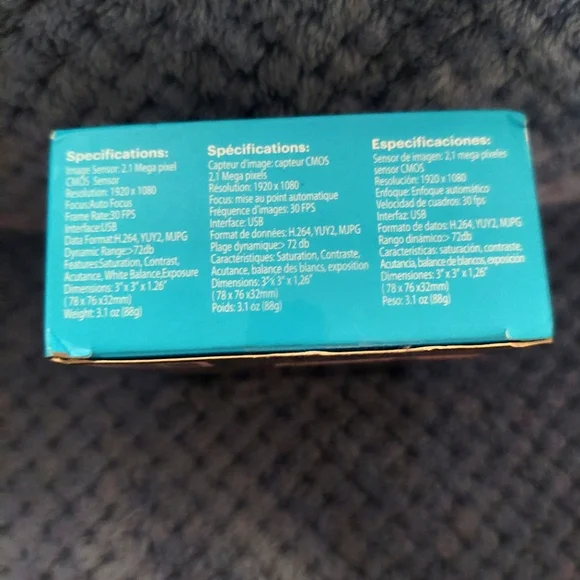 Specifications:
Image Sensor: 2.1 Mega pixel
CMOS Sensor
Resolution: 1920 x 1080
Focus:Auto Focus
Frame Rate:30 FPS
Interface:USB
Data Format:H.264, YUY2, MJPG
Dynamic Range:>72db
Features:Saturation, Contrast,
Acutance, White Balance,Exposure
Dimensions: 3" x 3" x 1,26"
( 78 x 76 x32mm)
Weight: 3.1 oz (88g)
Spécifications:
Capteur d'image: capteur CMOS
2,1 Mega pixels
Résolution: 1920 x 1080
Focus: mise au point automatique
Fréquence d'images: 30 FPS
Interface: USB
Format de données: H.264, YUY2, MJPG
Plage dynamique:> 72 db
Caractéristiques: Saturation, Contraste,
Acutance, balance des blancs, exposition
Dimensions: 3"x 3" x 1,26"
( 78 x 76 x32mm)
Poids: 3.1 oz (88g)
Especificaciones:
Sensor de imagen: 2,1 mega píxeles
sensor CMOS
Resolución: 1920 x 1080
Enfoque: Enfoque automático
Velocidad de cuadros: 30 fps
Interfaz: USB
Formato de datos: H.264, YUY2, MJPG
Rango dinámico:> 72db
Características: saturación, contraste,
Acutancia, balance de blancos, exposición
Dimensiones: 3" x 3" x 1,26"
( 78 x 76 x32mm)
Peso: 3.1 oz (88g)